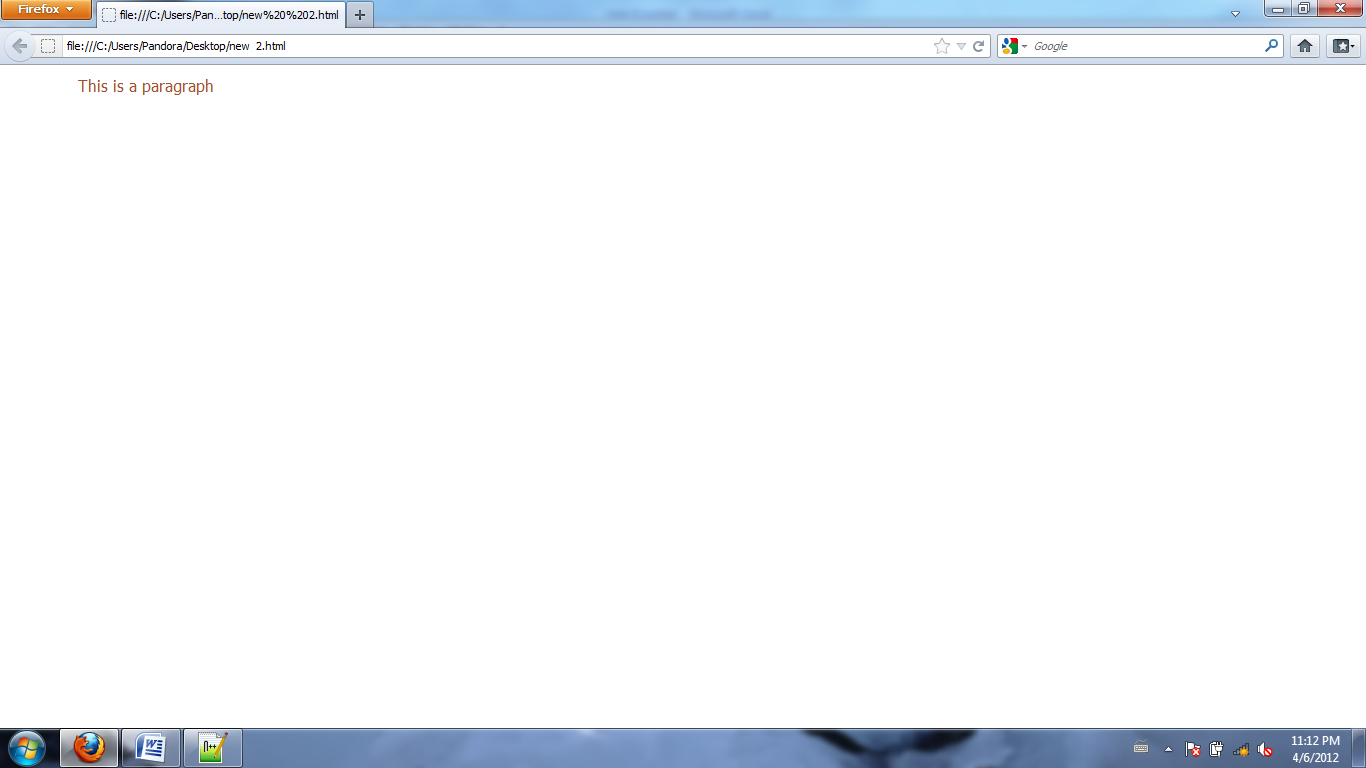 Firefox
file:///C:/Users/Pan...top/new%20%202.html
file:///C:/Users/Pandora/Desktop/new  2.html
Google
This is a paragraph
11:12 PM
4/6/2012